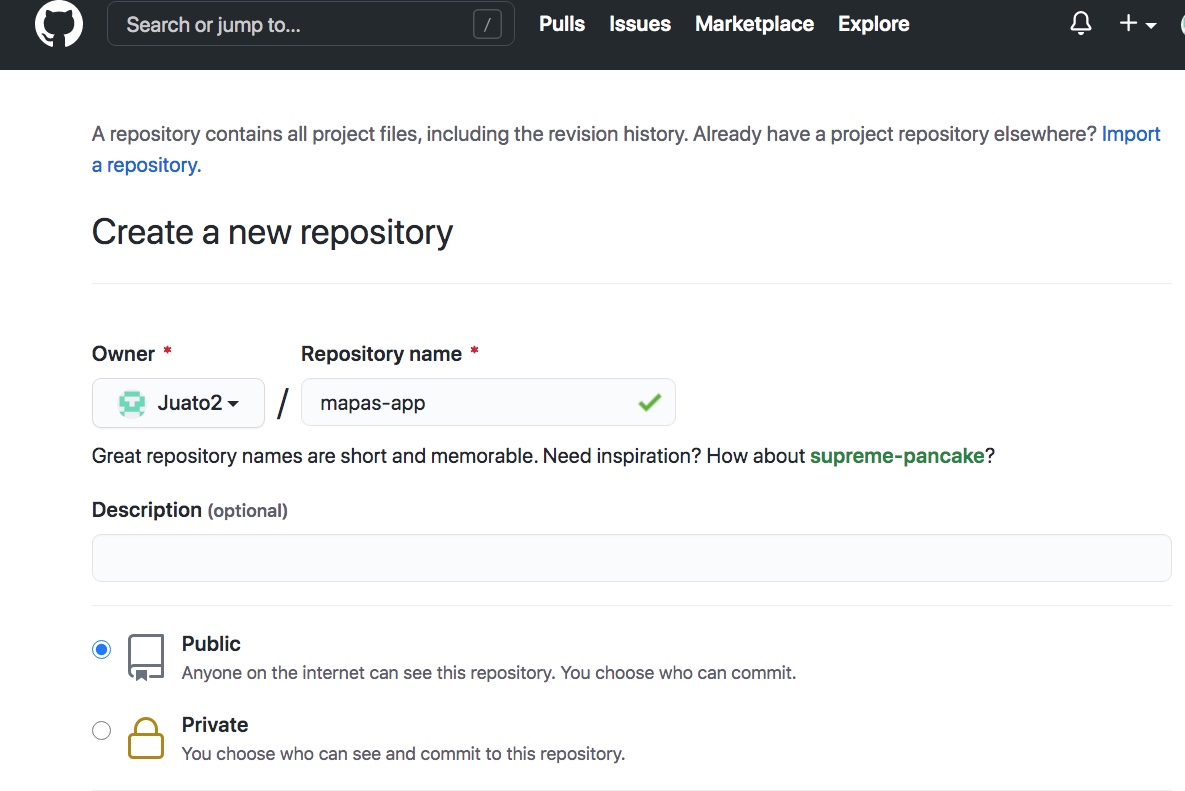 Search or jump to... / Pulls Issues Marketplace Explore
A repository contains all project files, including the revision history. Already have a project repository elsewhere? Import
a repository.
Create a new repository
Owner * Repository name *
Juato2 / mapas-app
Great repository names are short and memorable. Need inspiration? How about supreme-pancake?
Description (optional)
Public
Anyone on the internet can see this repository. You choose who can commit.
Private
You choose who can see and commit to this repository.